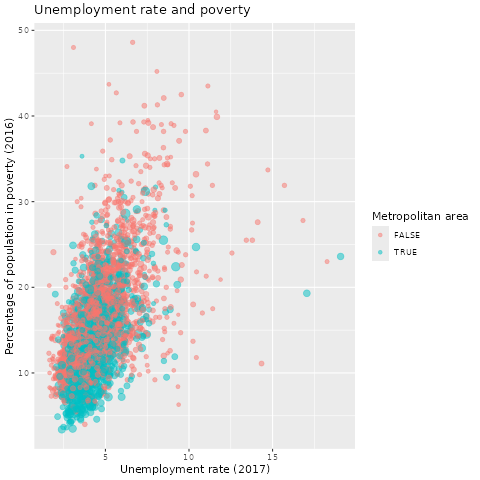 Unemployment rate and poverty
Percentage of population in poverty (2016)
50
40
30
20
10
5
10
15
Unemployment rate (2017)
Metropolitan area
FALSE
TRUE